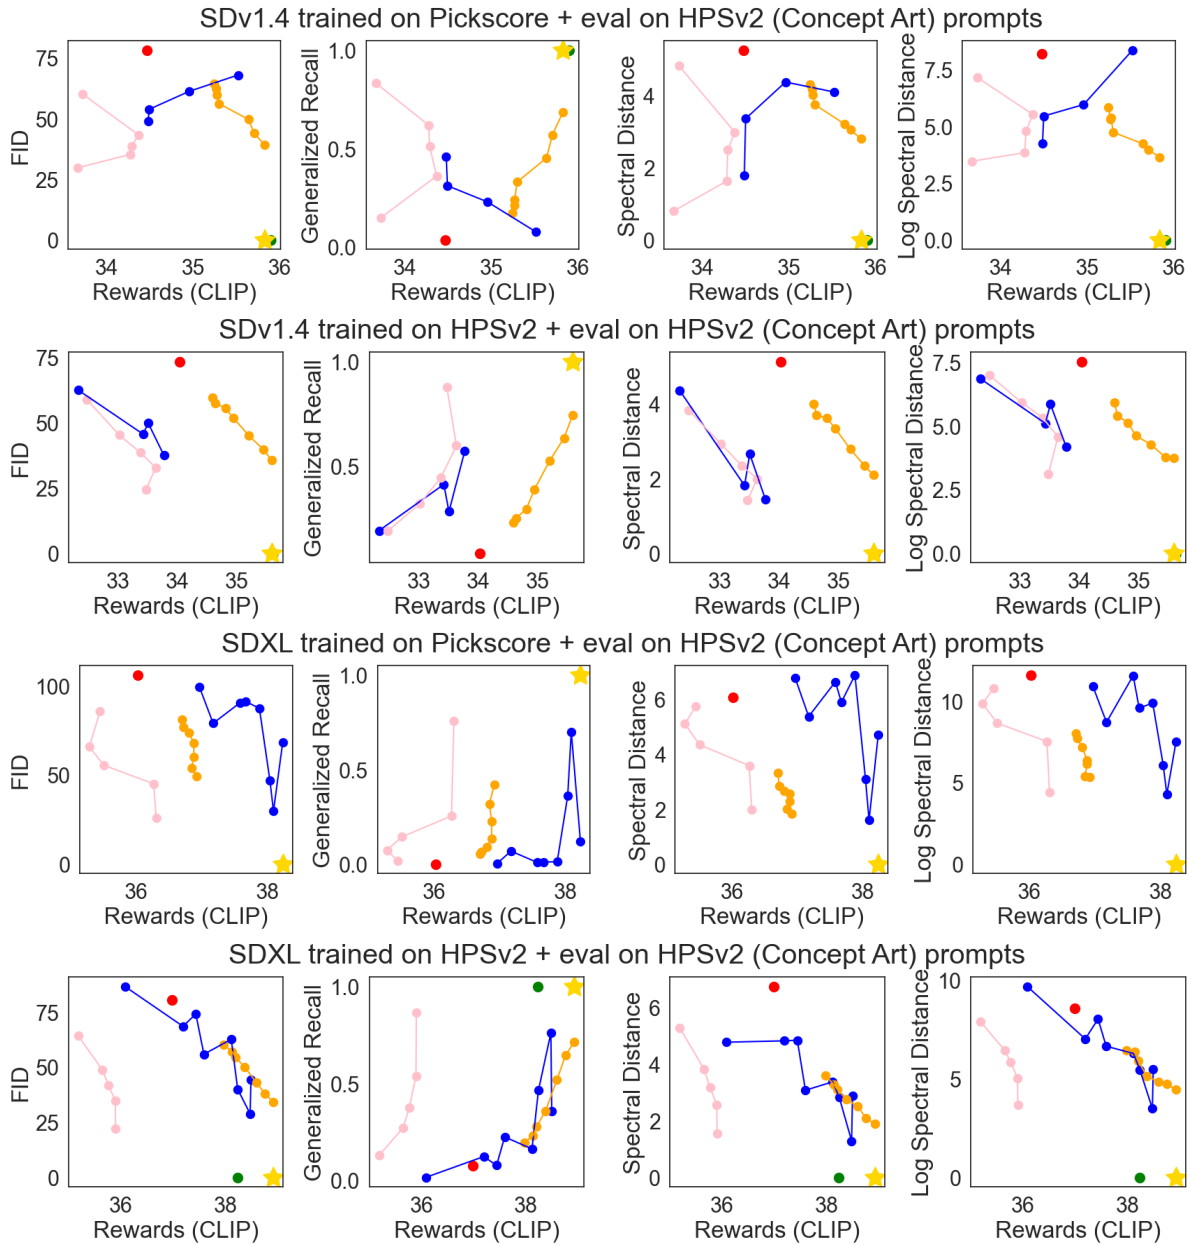 SDv1.4 trained on Pickscore + eval on HPSv2 (Concept Art) prompts
FID
75
50
25
0
34
35
36
Rewards (CLIP)
Generalized Recall
1.0
0.5
0.0
34
35
36
Rewards (CLIP)
Spectral Distance
4
2
0
34
35
36
Rewards (CLIP)
Log Spectral Distance
7.5
5.0
2.5
0.0
34
35
36
Rewards (CLIP)
SDv1.4 trained on HPSv2 + eval on HPSv2 (Concept Art) prompts
FID
75
50
25
0
33
34
35
Rewards (CLIP)
Generalized Recall
1.0
0.5
33
34
35
Rewards (CLIP)
Spectral Distance
4
2
0
33
34
35
Rewards (CLIP)
Log Spectral Distance
7.5
5.0
2.5
0.0
33
34
35
Rewards (CLIP)
SDXL trained on Pickscore + eval on HPSv2 (Concept Art) prompts
FID
100
50
0
36
38
Rewards (CLIP)
Generalized Recall
1.0
0.5
0.0
36
38
Rewards (CLIP)
Spectral Distance
6
4
2
0
36
38
Rewards (CLIP)
Log Spectral Distance
10
5
0
36
38
Rewards (CLIP)
SDXL trained on HPSv2 + eval on HPSv2 (Concept Art) prompts
FID
75
50
25
0
36
38
Rewards (CLIP)
Generalized Recall
1.0
0.5
0.0
36
38
Rewards (CLIP)
Spectral Distance
6
4
2
0
36
38
Rewards (CLIP)
Log Spectral Distance
10
5
0
36
38
Rewards (CLIP)